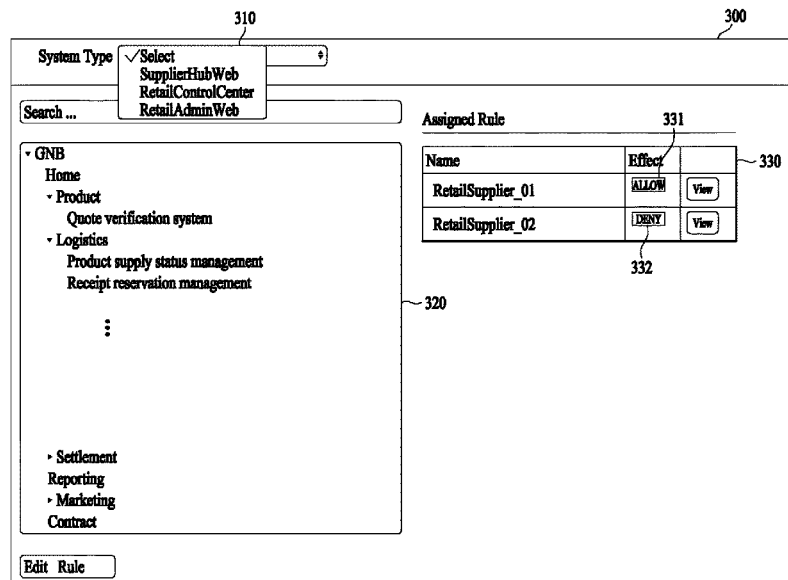 310
300
System Type ✓Select
SupplierHubWeb
RetailControlCenter
RetailAdminWeb
Search ...
Assigned Rule
331
Name Effect
330
RetailSupplier_01 ALLOW View
RetailSupplier_02 DENY View
332
GNB
Home
Product
Quote verification system
Logistics
Product supply status management
Receipt reservation management
320
Settlement
Reporting
Marketing
Contract
Edit Rule